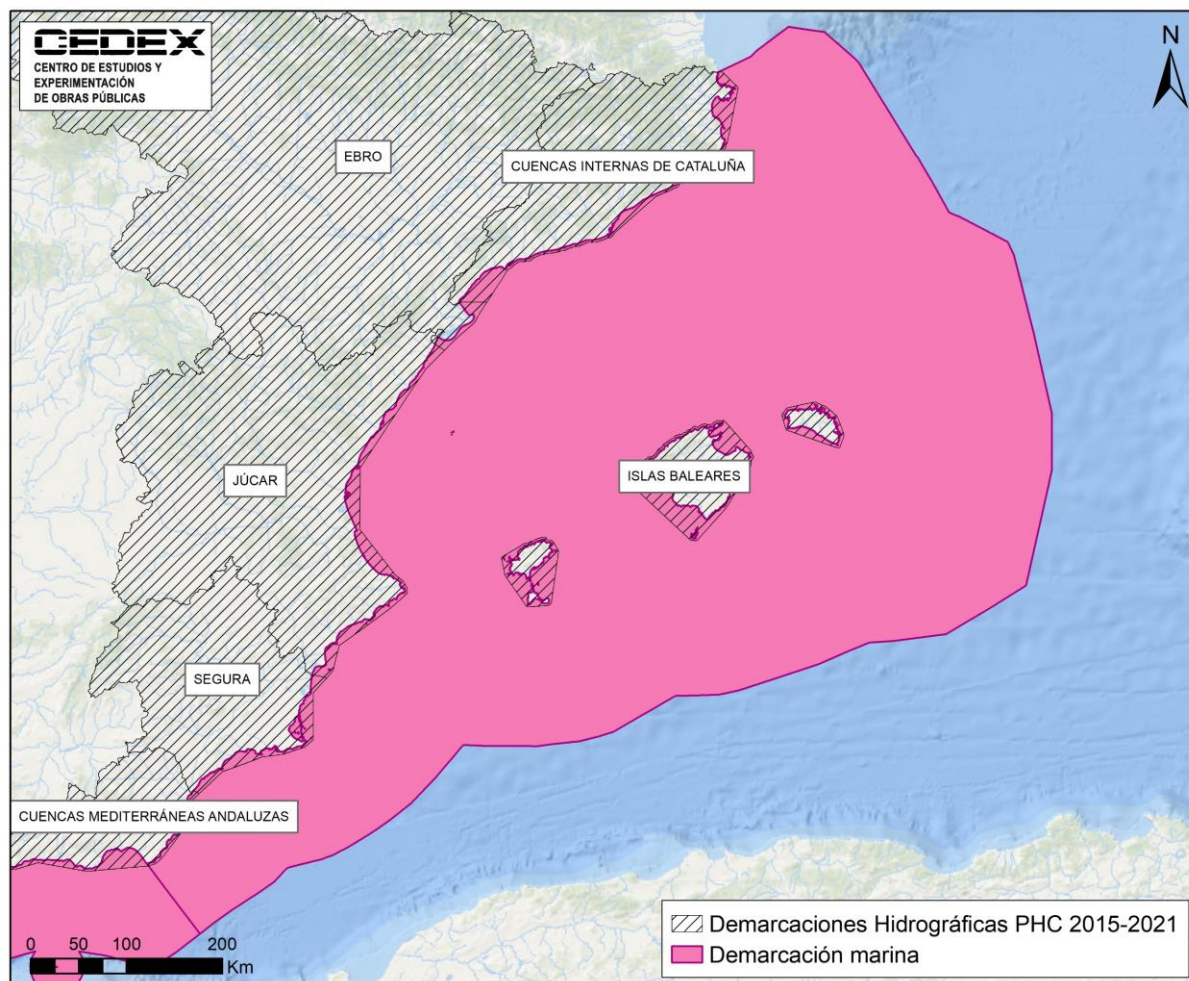 CEDEX
CENTRO DE ESTUDIOS Y
EXPERIMENTACIÓN
DE OBRAS PÚBLICAS
N
EBRO
CUENCAS INTERNAS DE CATALUÑA
JÚCAR
ISLAS BALEARES
SEGURA
CUENCAS MEDITERRÁNEAS ANDALUZAS
0 50 100 200
Km
Demarcaciones Hidrográficas PHC 2015-2021
Demarcación marina